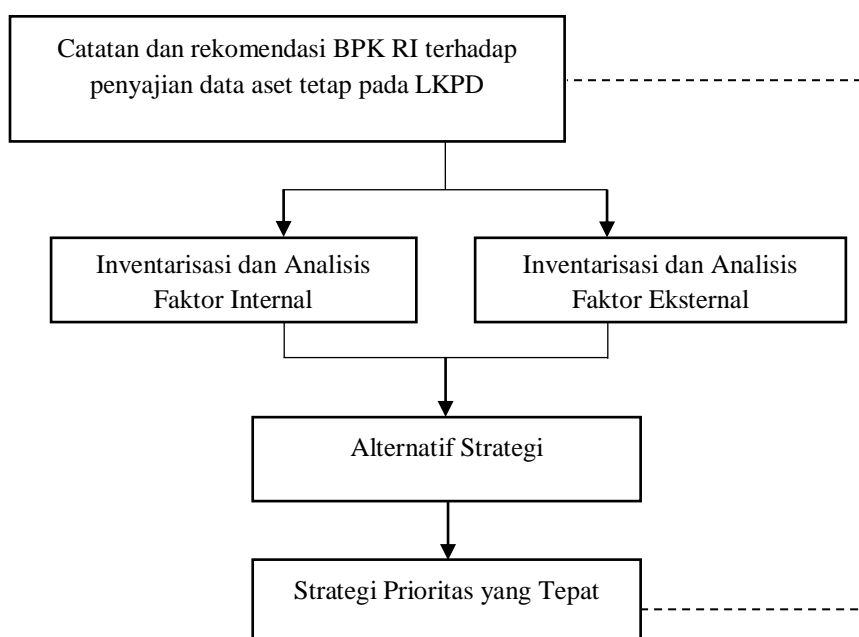 Catatan dan rekomendasi BPK RI terhadap
penyajian data aset tetap pada LKPD
Inventarisasi dan Analisis
Faktor Internal
Inventarisasi dan Analisis
Faktor Eksternal
Alternatif Strategi
Strategi Prioritas yang Tepat